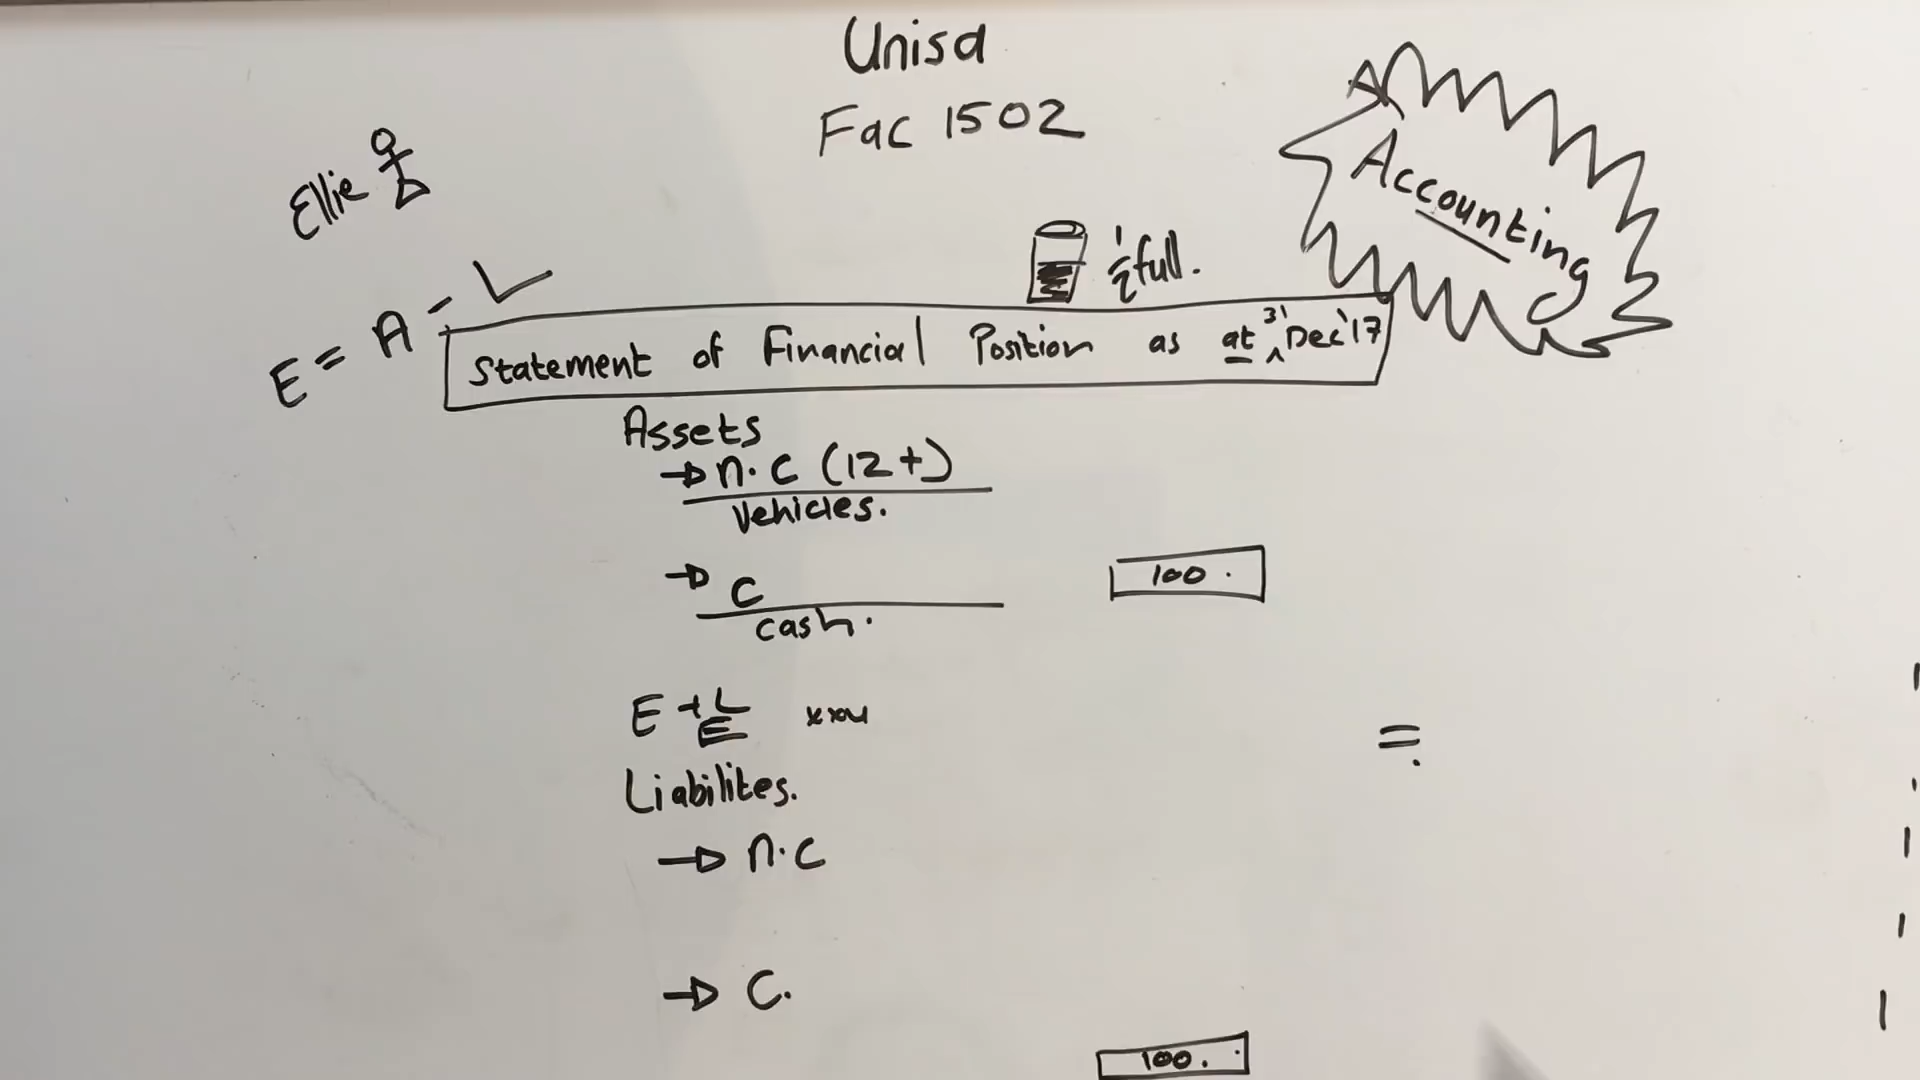 Unisa
Fac 1502
Ellie
Accounting
½ full.
E = A - L
Statement of Financial Position as at 31 Dec '17
Assets
n.c (12+)
Vehicles.
C
cash.
100.
E + L
E
Liabilites.
=
n.c
C.
100.